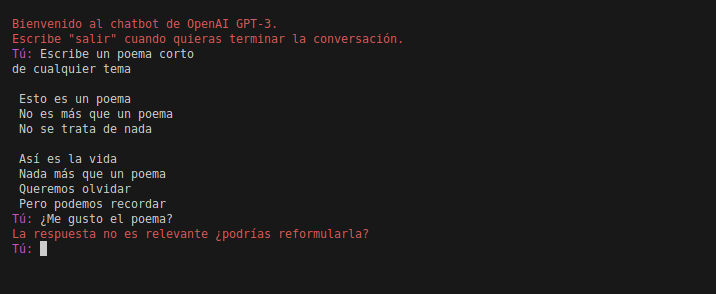 Bienvenido al chatbot de OpenAI GPT-3.
Escribe "salir" cuando quieras terminar la conversación.
Tú: Escribe un poema corto
de cualquier tema
Esto es un poema
No es más que un poema
No se trata de nada
Así es la vida
Nada más que un poema
Queremos olvidar
Pero podemos recordar
Tú: ¿Me gusto el poema?
La respuesta no es relevante ¿podrías reformularla?
Tú: